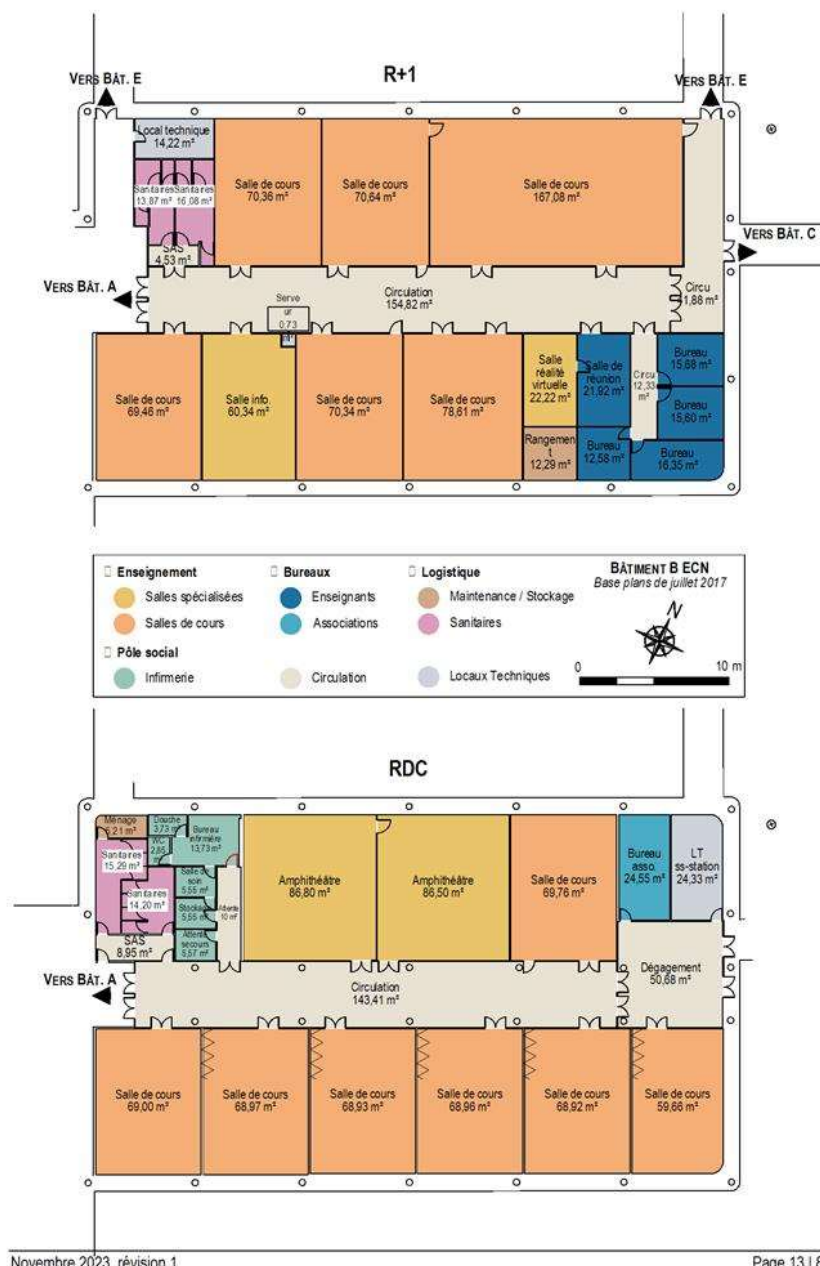 R+1
VERS BÂT. E
VERS BÂT. E
Local technique
14,22 m²
Sanitaires
13,87 m²
Sanitaires
16,08 m²
SAS
4,53 m²
Salle de cours
70,36 m²
Salle de cours
70,64 m²
Salle de cours
167,08 m²
VERS BÂT. C
VERS BÂT. A
Circulation
154,82 m²
Serve
ur
0,73
m²
Circu
1,88 m²
Salle de cours
69,46 m²
Salle info.
60,34 m²
Salle de cours
70,34 m²
Salle de cours
78,61 m²
Salle
réalité
virtuelle
22,22 m²
Rangemen
t
12,29 m²
Salle de
réunion
21,92 m²
Bureau
12,58 m²
Circu
12,33
m²
Bureau
15,68 m²
Bureau
15,60 m²
Bureau
16,35 m²
Enseignement
Salles spécialisées
Salles de cours
Pôle social
Infirmerie
Bureaux
Enseignants
Associations
Circulation
Logistique
Maintenance / Stockage
Sanitaires
Locaux Techniques
BÂTIMENT B ECN
Base plans de juillet 2017
N
0 10 m
RDC
Ménage
5,21 m²
Sanitaires
15,29 m²
Sanitaires
14,20 m²
SAS
8,95 m²
Douche
3,73 m²
WC
2,85
m²
Bureau
infirmière
13,73 m²
Salle de
soin
5,55 m²
Stockage
5,56 m²
Attente
secours
5,57 m²
Attente
10 m²
Amphithéâtre
86,80 m²
Amphithéâtre
86,50 m²
Salle de cours
69,76 m²
Bureau
asso.
24,55 m²
LT
ss-station
24,33 m²
VERS BÂT. A
Circulation
143,41 m²
Dégagement
50,68 m²
Salle de cours
69,00 m²
Salle de cours
68,97 m²
Salle de cours
68,93 m²
Salle de cours
68,96 m²
Salle de cours
68,92 m²
Salle de cours
59,66 m²
Novembre 2023, révision 1
Page 13 | 8